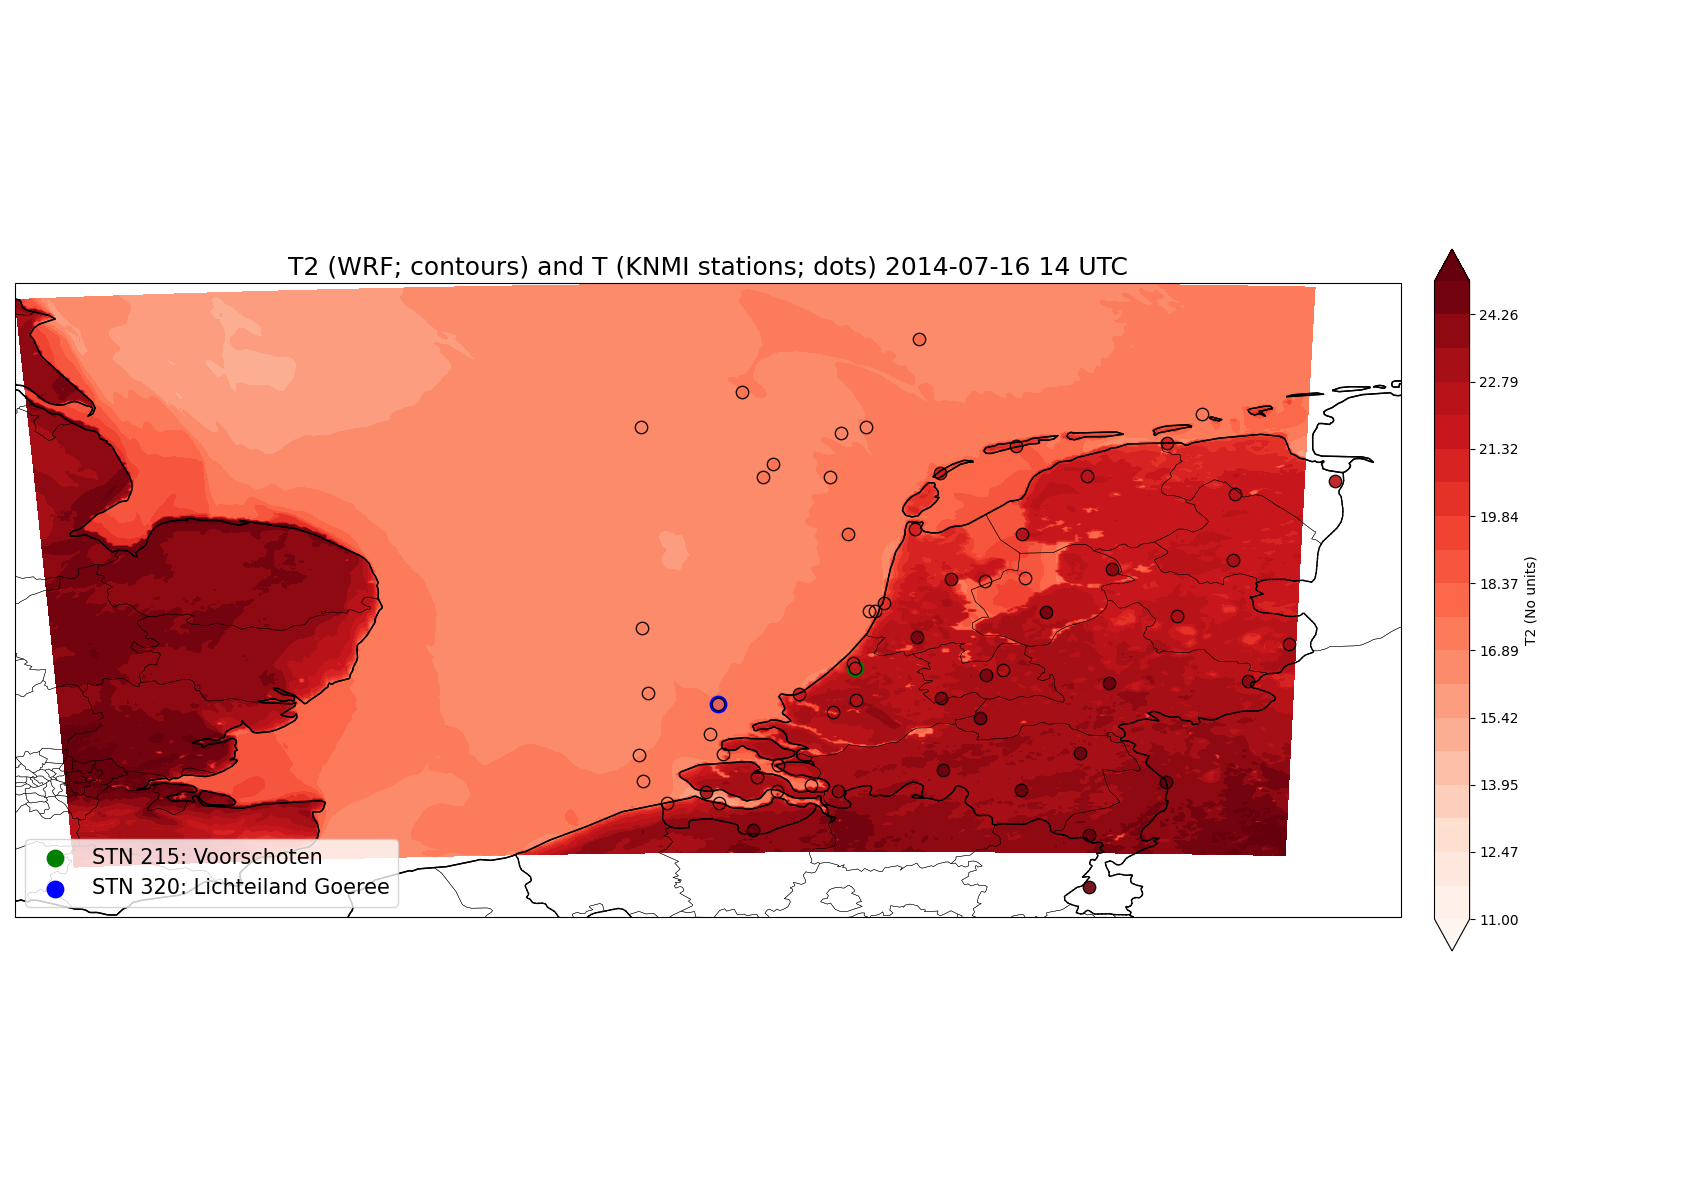 T2 (WRF; contours) and T (KNMI stations; dots) 2014-07-16 14 UTC
24.26
22.79
21.32
19.84
18.37
16.89
15.42
13.95
12.47
11.00
T2 (No units)
STN 215: Voorschoten
STN 320: Lichteiland Goeree